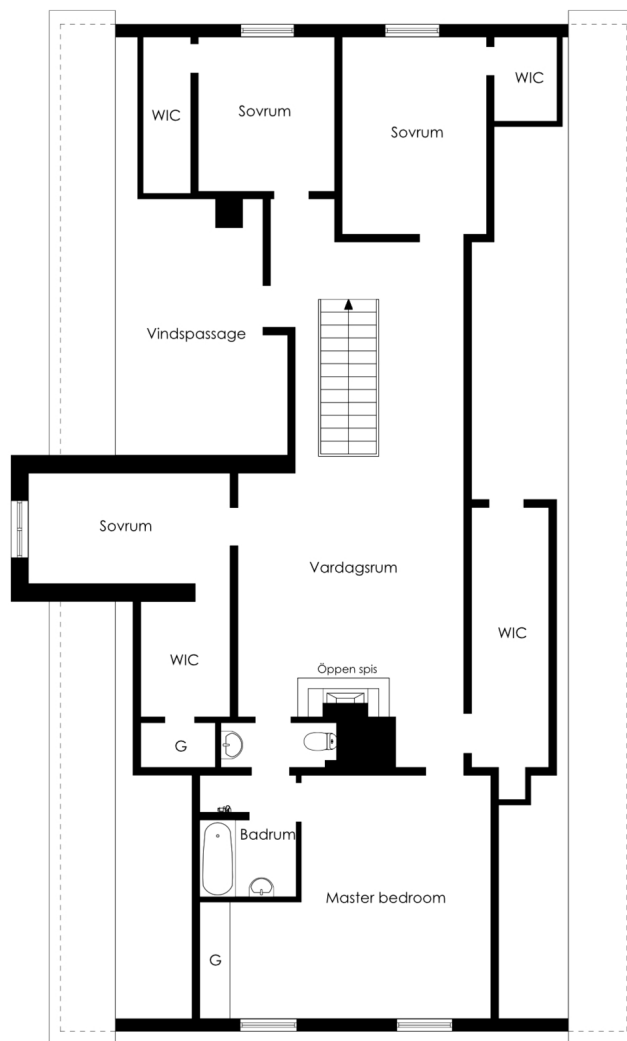 WIC
Sovrum
Sovrum
WIC
Vindspassage
Sovrum
Vardagsrum
WIC
WIC
Öppen spis
G
Badrum
Master bedroom
G